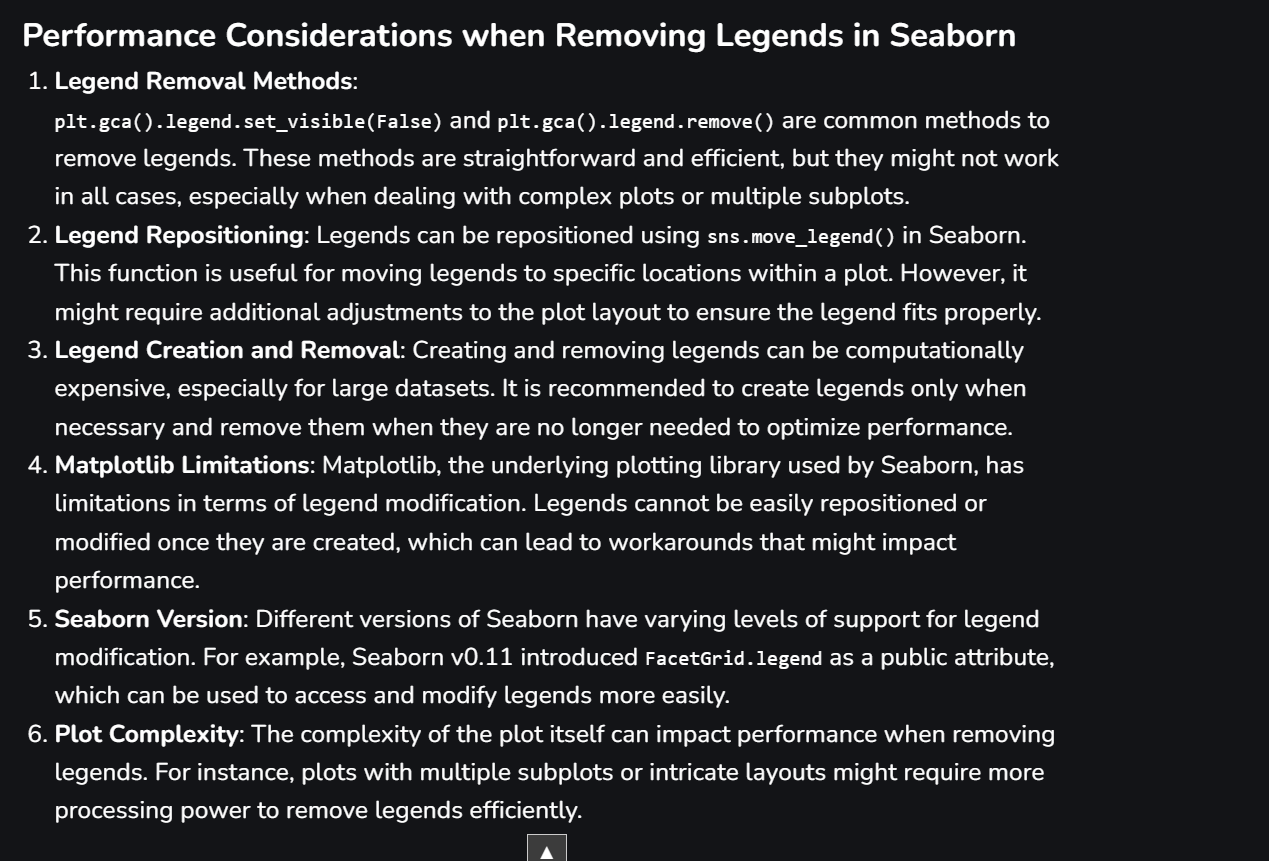 Performance Considerations when Removing Legends in Seaborn
1. Legend Removal Methods:
plt.gca().legend.set_visible(False) and plt.gca().legend.remove() are common methods to
remove legends. These methods are straightforward and efficient, but they might not work
in all cases, especially when dealing with complex plots or multiple subplots.
2. Legend Repositioning: Legends can be repositioned using sns.move_legend() in Seaborn.
This function is useful for moving legends to specific locations within a plot. However, it
might require additional adjustments to the plot layout to ensure the legend fits properly.
3. Legend Creation and Removal: Creating and removing legends can be computationally
expensive, especially for large datasets. It is recommended to create legends only when
necessary and remove them when they are no longer needed to optimize performance.
4. Matplotlib Limitations: Matplotlib, the underlying plotting library used by Seaborn, has
limitations in terms of legend modification. Legends cannot be easily repositioned or
modified once they are created, which can lead to workarounds that might impact
performance.
5. Seaborn Version: Different versions of Seaborn have varying levels of support for legend
modification. For example, Seaborn v0.11 introduced FacetGrid.legend as a public attribute,
which can be used to access and modify legends more easily.
6. Plot Complexity: The complexity of the plot itself can impact performance when removing
legends. For instance, plots with multiple subplots or intricate layouts might require more
processing power to remove legends efficiently.